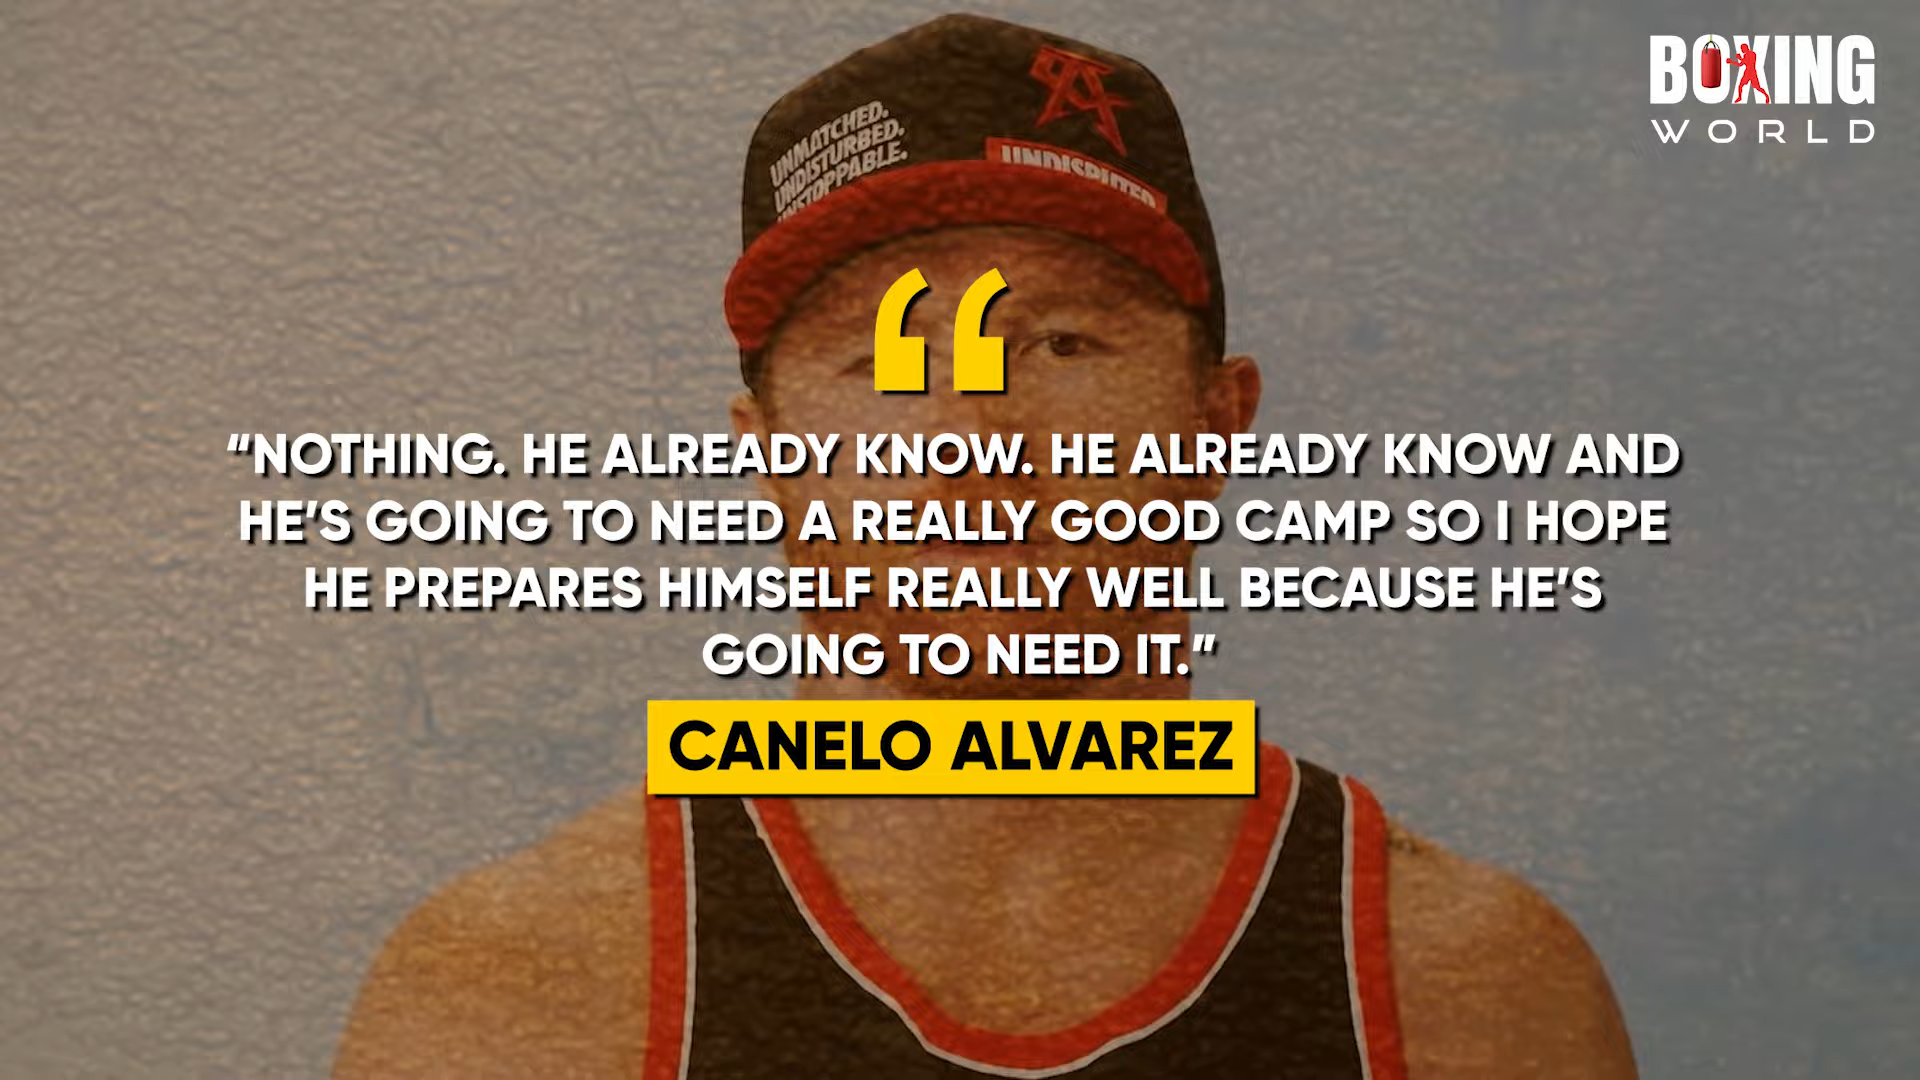 BOXING
WORLD
UNMATCHED.
UNDISTURBED.
UNSTOPPABLE.
UNDISPUTED
“
“NOTHING. HE ALREADY KNOW. HE ALREADY KNOW AND
HE’S GOING TO NEED A REALLY GOOD CAMP SO I HOPE
HE PREPARES HIMSELF REALLY WELL BECAUSE HE’S
GOING TO NEED IT.”
CANELO ALVAREZ